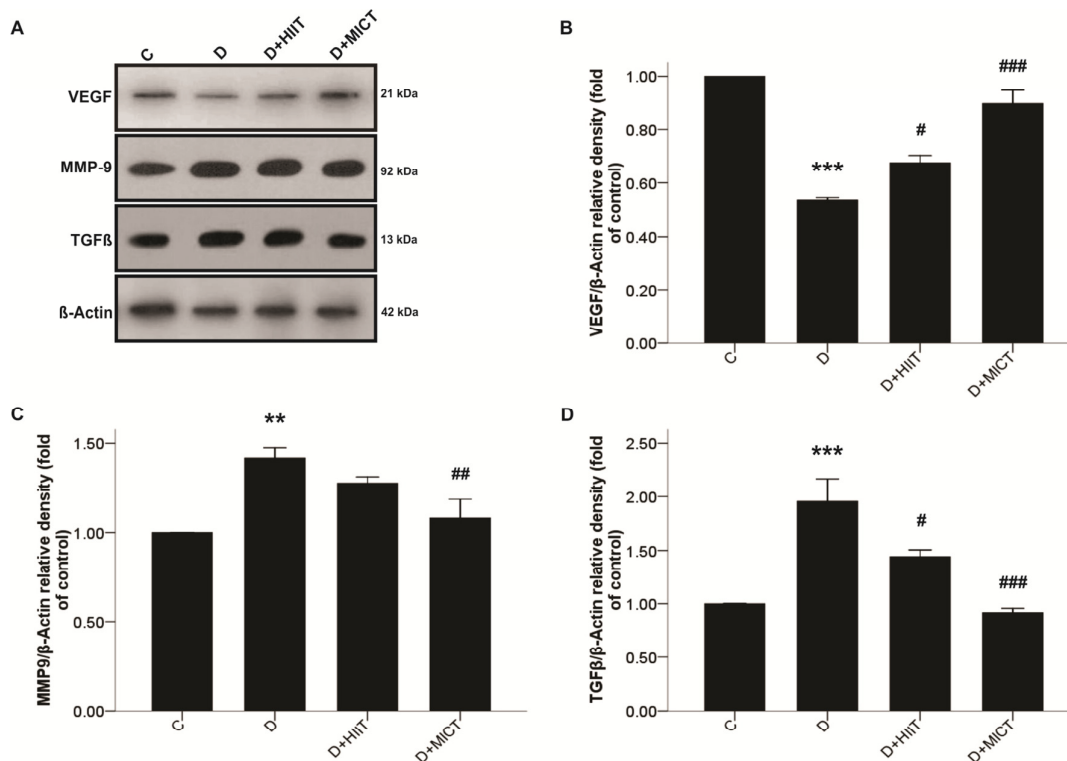 A
C D D+HIIT D+MICT
VEGF 21 kDa
MMP-9 92 kDa
TGFß 13 kDa
ß-Actin 42 kDa
B
VEGF/β-Actin relative density (fold
of control)
1.00
0.80
0.60
0.40
0.20
0.00
***
#
###
C D D+HIIT D+MICT
C
MMP9/β-Actin relative density (fold
of control)
1.50
1.00
0.50
0.00
**
##
C D D+HIIT D+MICT
D
TGFβ/β-Actin relative density (fold
of control)
2.50
2.00
1.50
1.00
0.50
0.00
***
#
###
C D D+HIIT D+MICT